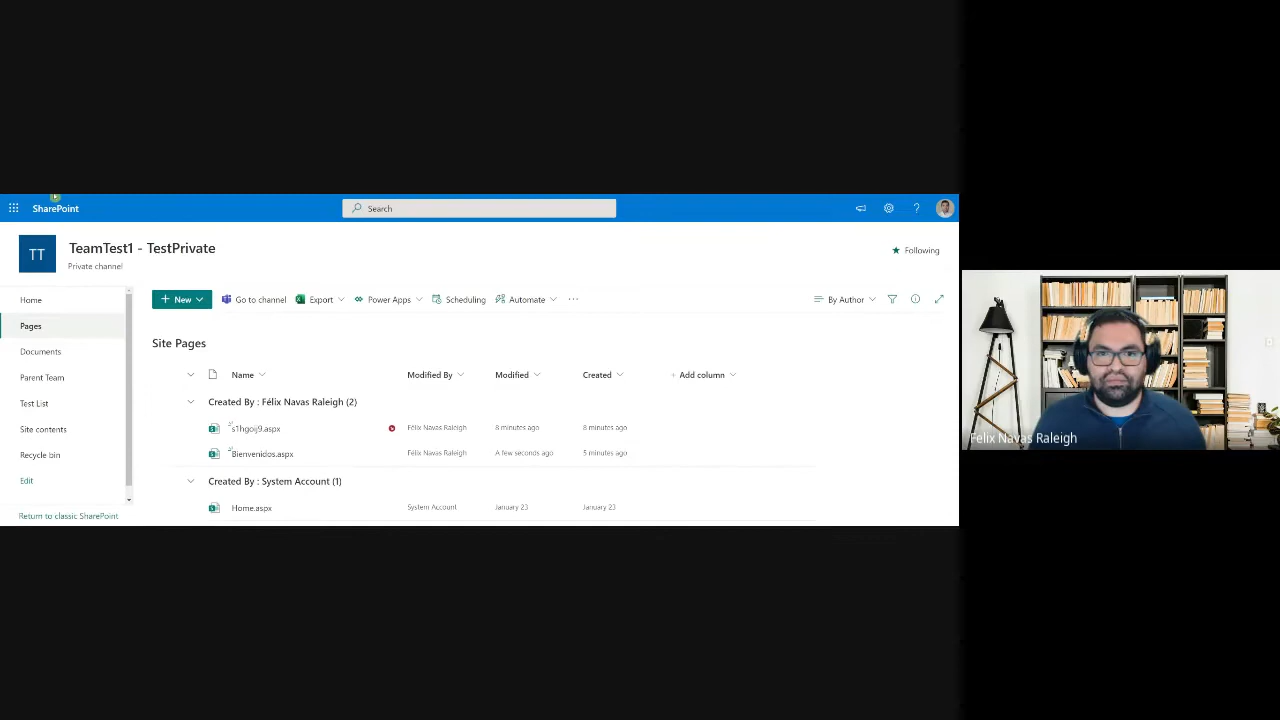 SharePoint
Search
TT
TeamTest1 - TestPrivate
Private channel
Following
Home
Pages
Documents
Parent Team
Test List
Site contents
Recycle bin
Edit
Return to classic SharePoint
+ New
Go to channel
Export
Power Apps
Scheduling
Automate
...
By Author
Site Pages
Name
Modified By
Modified
Created
+ Add column
Created By : Félix Navas Raleigh (2)
s1hgoij9.aspx
Félix Navas Raleigh
8 minutes ago
8 minutes ago
Bienvenidos.aspx
Félix Navas Raleigh
A few seconds ago
5 minutes ago
Created By : System Account (1)
Home.aspx
System Account
January 23
January 23
Felix Navas Raleigh